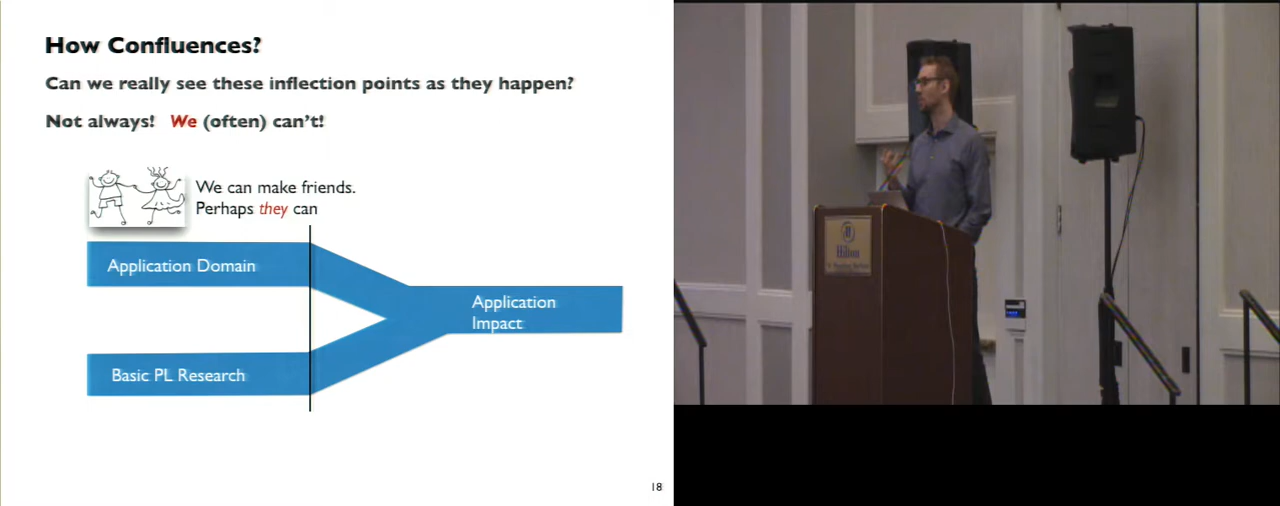 How Confluences?
Can we really see these inflection points as they happen?
Not always! We (often) can't!
We can make friends.
Perhaps they can
Application Domain
Application
Impact
Basic PL Research
18
Hilton